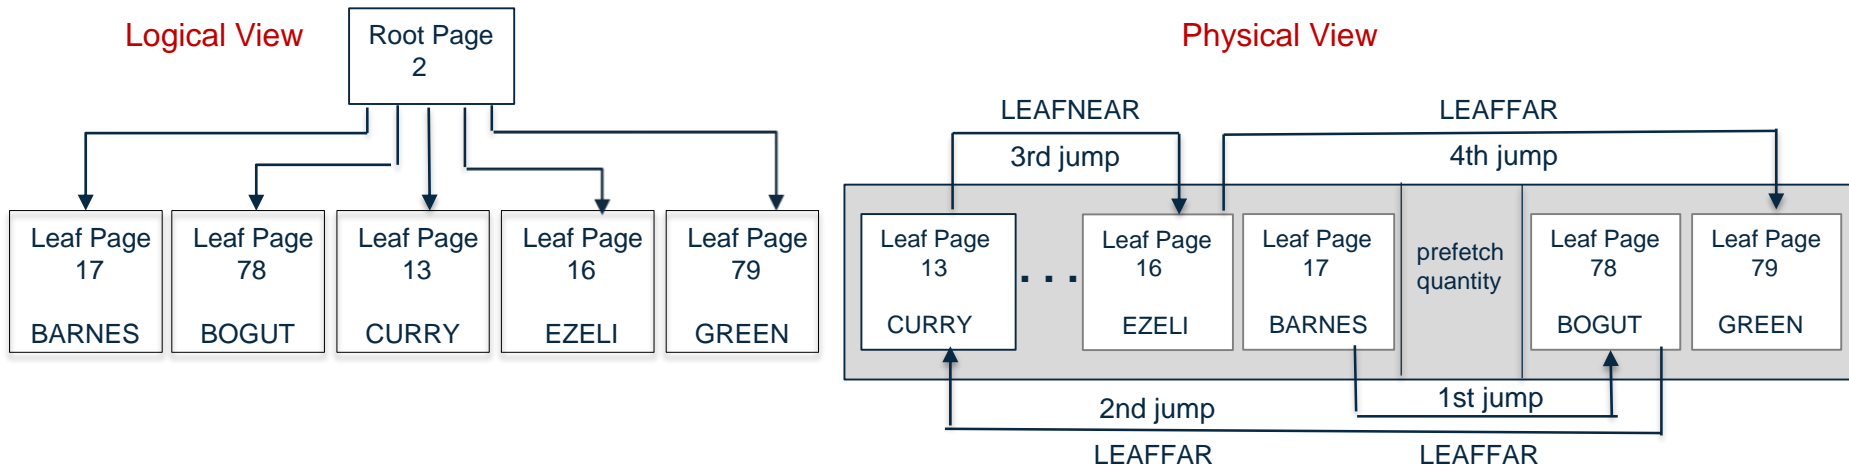 Logical View
Root Page
2
Leaf Page
17
BARNES
Leaf Page
78
BOGUT
Leaf Page
13
CURRY
Leaf Page
16
EZELI
Leaf Page
79
GREEN
Physical View
LEAFNEAR
3rd jump
LEAFFAR
4th jump
Leaf Page
13
CURRY
. . .
Leaf Page
16
EZELI
Leaf Page
17
BARNES
prefetch
quantity
Leaf Page
78
BOGUT
Leaf Page
79
GREEN
2nd jump
1st jump
LEAFFAR
LEAFFAR